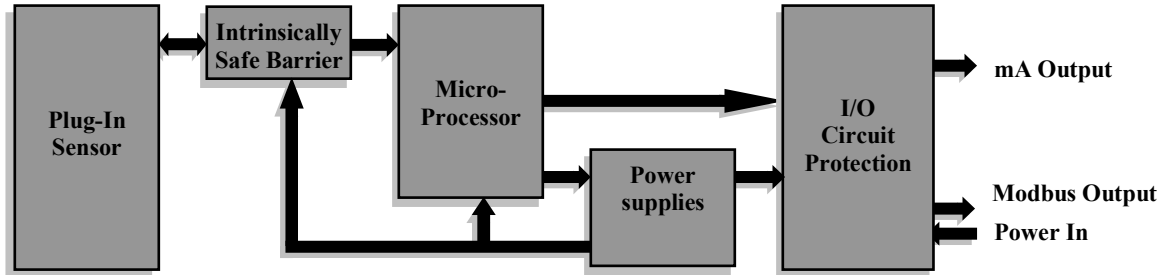 Plug-In
Sensor
Intrinsically
Safe Barrier
Micro-
Processor
Power
supplies
I/O
Circuit
Protection
mA Output
Modbus Output
Power In